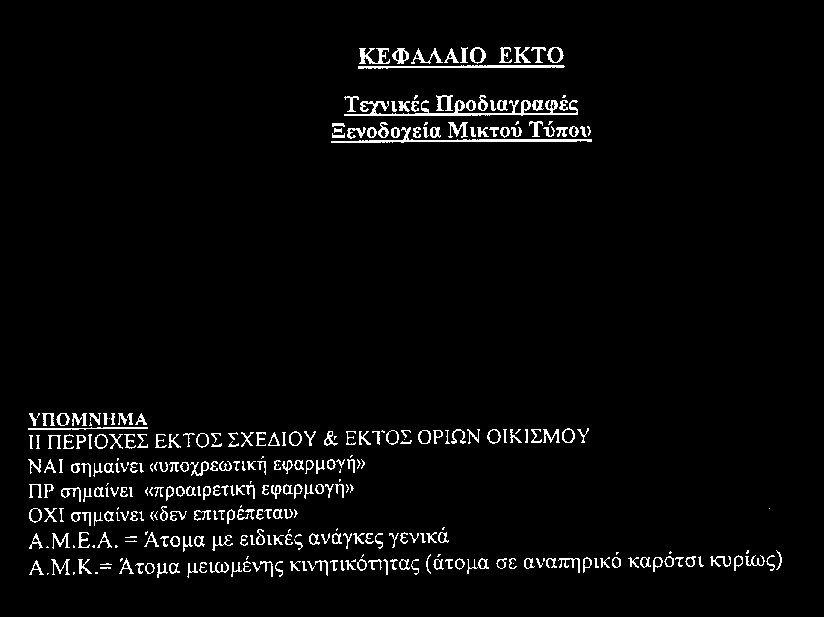 ΚΕΦΑΛΑΙΟ ΕΚΤΟ
Τεχνικές Προδιαγραφές
Ξενοδοχεία Μικτού Τύπου
ΥΠΟΜΝΗΜΑ
ΙΙ ΠΕΡΙΟΧΕΣ ΕΚΤΟΣ ΣΧΕΔΙΟΥ & ΕΚΤΟΣ ΟΡΙΩΝ ΟΙΚΙΣΜΟΥ
ΝΑΙ σημαίνει «υποχρεωτική εφαρμογή»
ΠΡ σημαίνει «προαιρετική εφαρμογή»
ΟΧΙ σημαίνει «δεν επιτρέπεται»
Α.Μ.Ε.Α. = Άτομα με ειδικές ανάγκες γενικά
Α.Μ.Κ.= Άτομα μειωμένης κινητικότητας (άτομα σε αναπηρικό καρότσι κυρίως)